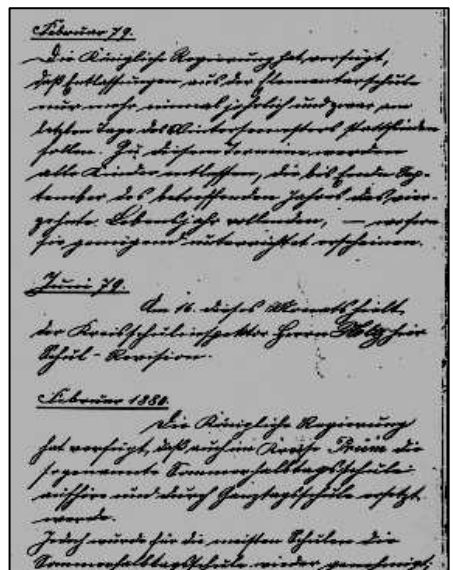 Februar 79.
Die Königliche Regierung hat verfügt,
daß Entlassungen aus der Elementarschule
nur mehr einmal jährlich und zwar am
letzten Tage des Wintersemesters stattfinden
sollen. Zu diesem Termine werden
alle Kinder entlassen, die bis Ende Sep-
tember des betreffenden Jahres das vier-
zehnte Lebensjahr vollenden, — wofern
sie genügend unterrichtet erscheinen.
Juni 79.
Am 16. dieses Monats hielt
der Kreisschulinspektor Herr hier
Schul-Revision.
Februar 1880.
Die Königliche Regierung
hat verfügt, daß auch im Kreise Prüm die
sogenannte Sommerhalbtagsschule
aufhöre und durch Ganztagsschule ersetzt
werde.
Jedoch wurde für die meisten Schulen die
Sommerhalbtagsschule wieder genehmigt,